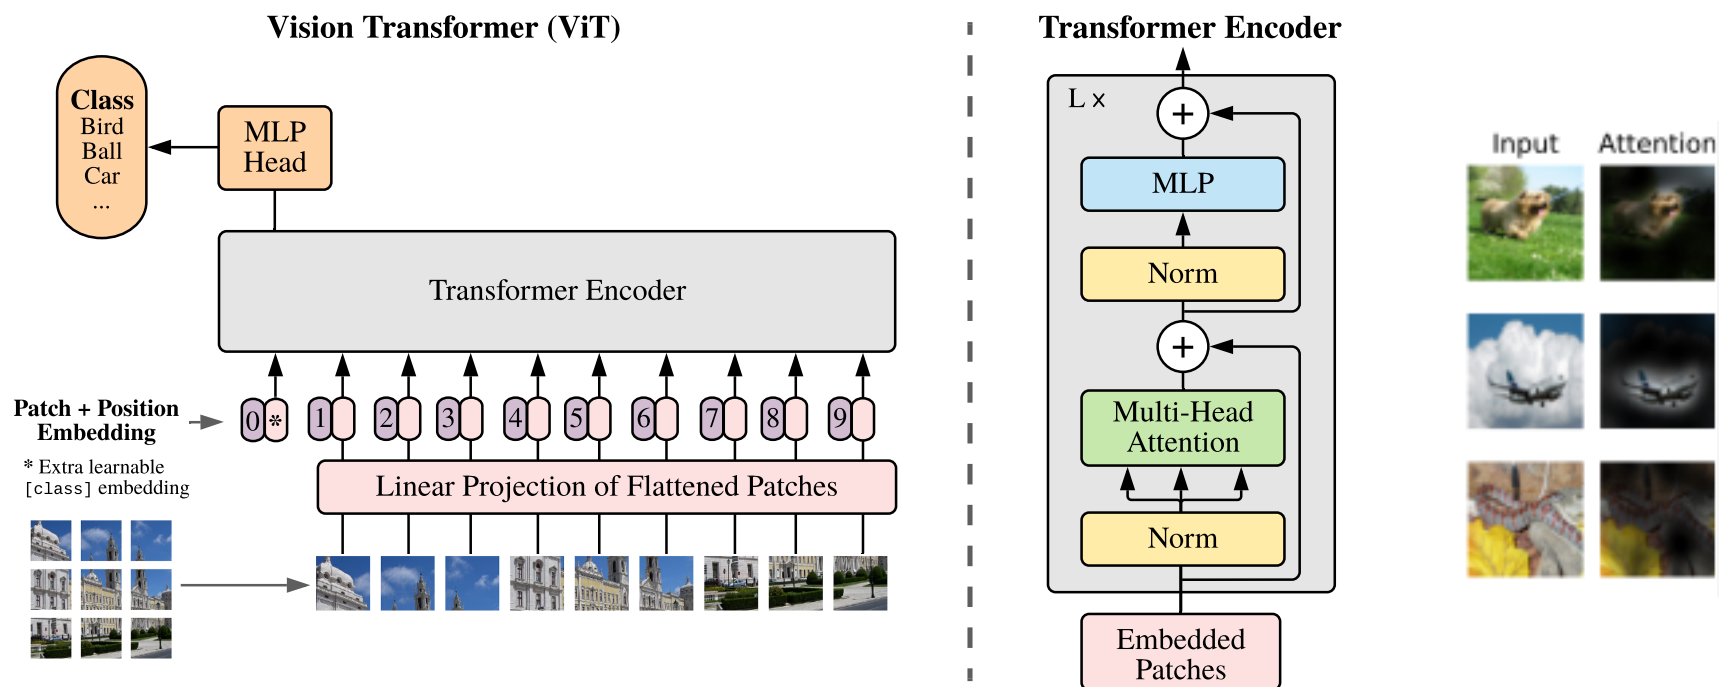 Vision Transformer (ViT)
Class
Bird
Ball
Car
...
MLP
Head
Transformer Encoder
Patch + Position
Embedding
0 * 1 2 3 4 5 6 7 8 9
* Extra learnable
[class] embedding
Linear Projection of Flattened Patches
Transformer Encoder
L x
+
MLP
Norm
+
Multi-Head
Attention
Norm
Embedded
Patches
Input Attention